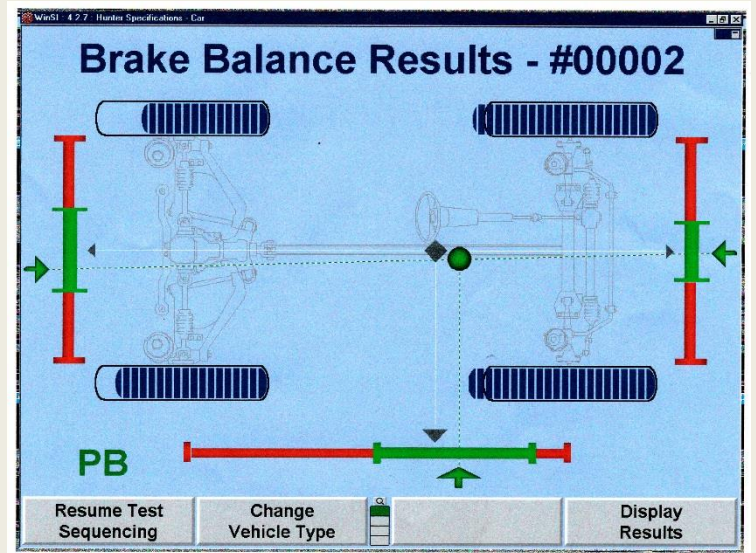 WinSI : 4.2.7 : Hunter Specifications - Car
Brake Balance Results - #00002
PB
Resume Test
Sequencing
Change
Vehicle Type
Display
Results